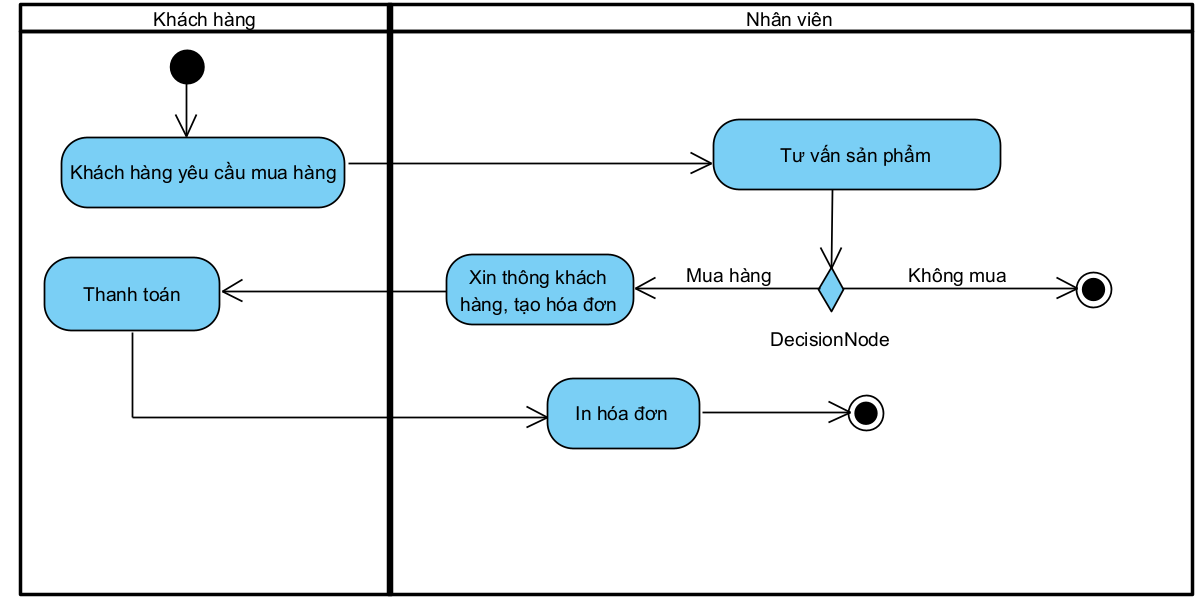 Khách hàng
Nhân viên
Khách hàng yêu cầu mua hàng
Tư vấn sản phẩm
Mua hàng
Không mua
Xin thông khách
hàng, tạo hóa đơn
Thanh toán
DecisionNode
In hóa đơn